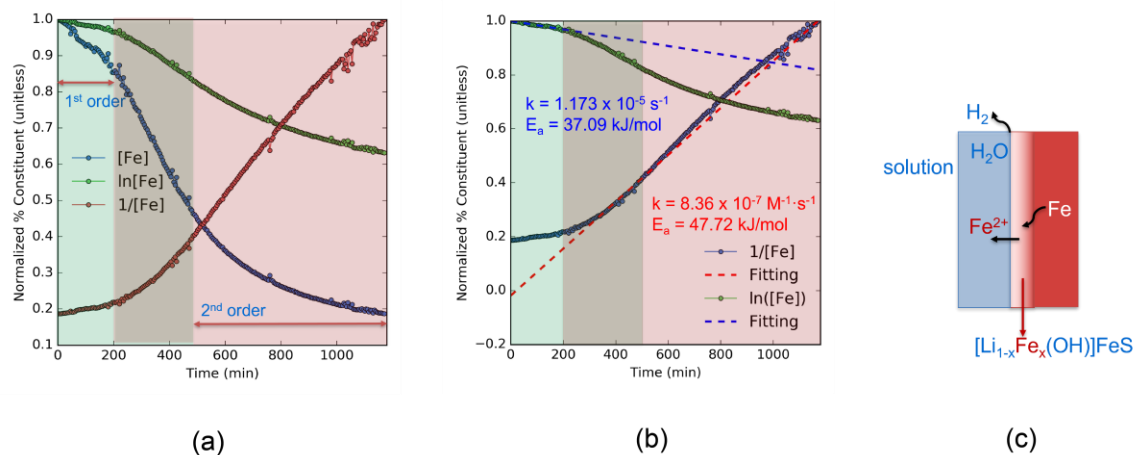 Normalized % Constituent (unitless)
1.0
0.9
0.8
0.7
0.6
0.5
0.4
0.3
0.2
0.1
1st order
[Fe]
ln[Fe]
1/[Fe]
2nd order
0
200
400
600
800
1000
Time (min)
(a)
Normalized % Constituent (unitless)
1.0
0.8
0.6
0.4
0.2
0.0
−0.2
k = 1.173 x 10-5 s-1
Ea = 37.09 kJ/mol
k = 8.36 x 10-7 M-1·s-1
Ea = 47.72 kJ/mol
1/[Fe]
Fitting
ln([Fe])
Fitting
0
200
400
600
800
1000
Time (min)
(b)
H2
H2O
solution
Fe
Fe2+
[Li1-xFex(OH)]FeS
(c)